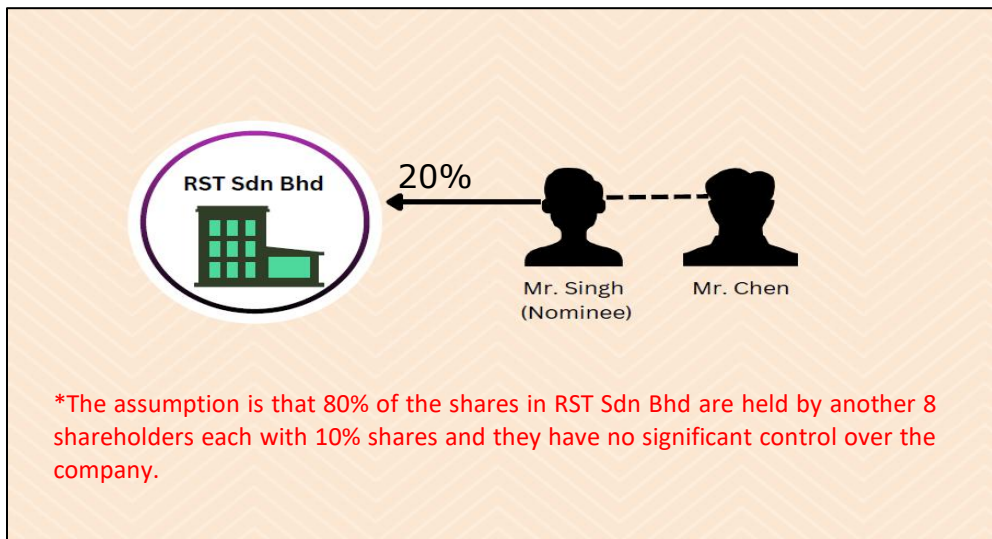 RST Sdn Bhd
20%
Mr. Singh
(Nominee)
Mr. Chen
*The assumption is that 80% of the shares in RST Sdn Bhd are held by another 8
shareholders each with 10% shares and they have no significant control over the
company.